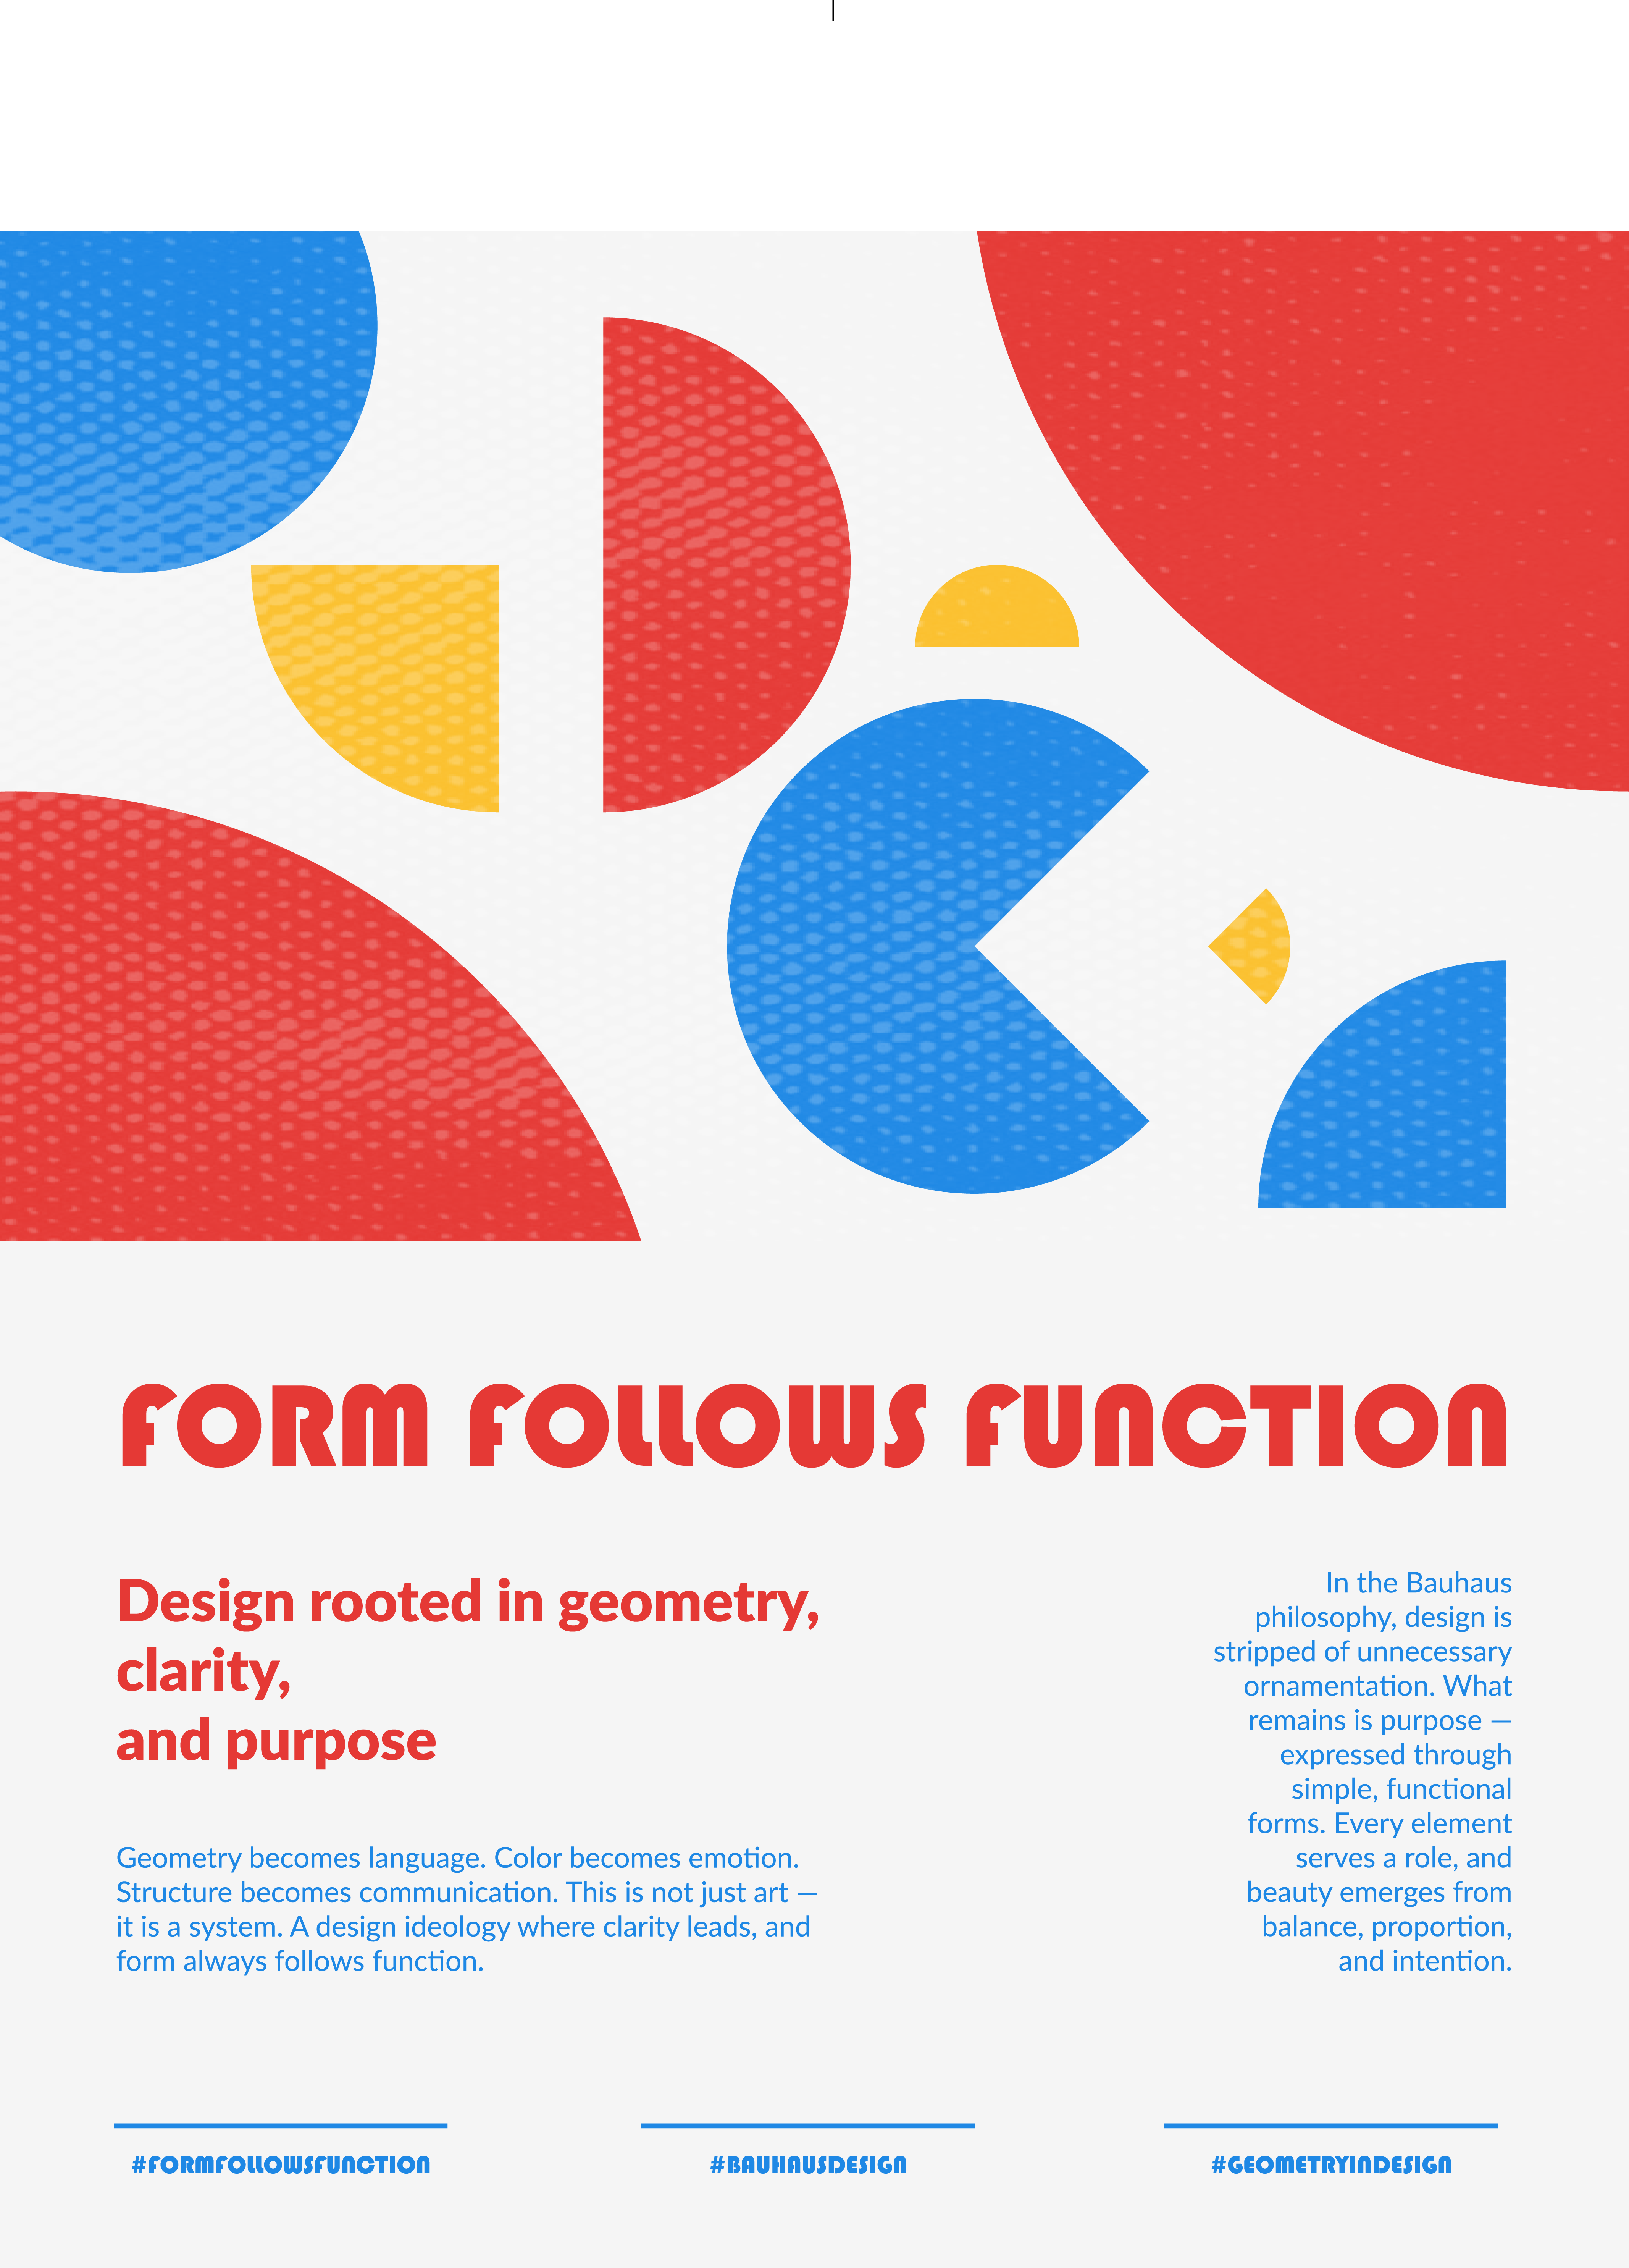 FORM FOLLOWS FUNCTION
Design rooted in geometry,
clarity,
and purpose
Geometry becomes language. Color becomes emotion.
Structure becomes communication. This is not just art —
it is a system. A design ideology where clarity leads, and
form always follows function.
In the Bauhaus
philosophy, design is
stripped of unnecessary
ornamentation. What
remains is purpose —
expressed through
simple, functional
forms. Every element
serves a role, and
beauty emerges from
balance, proportion,
and intention.
#FORMFOLLOWSFUNCTION
#BAUHAUSDESIGN
#GEOMETRYINDESIGN